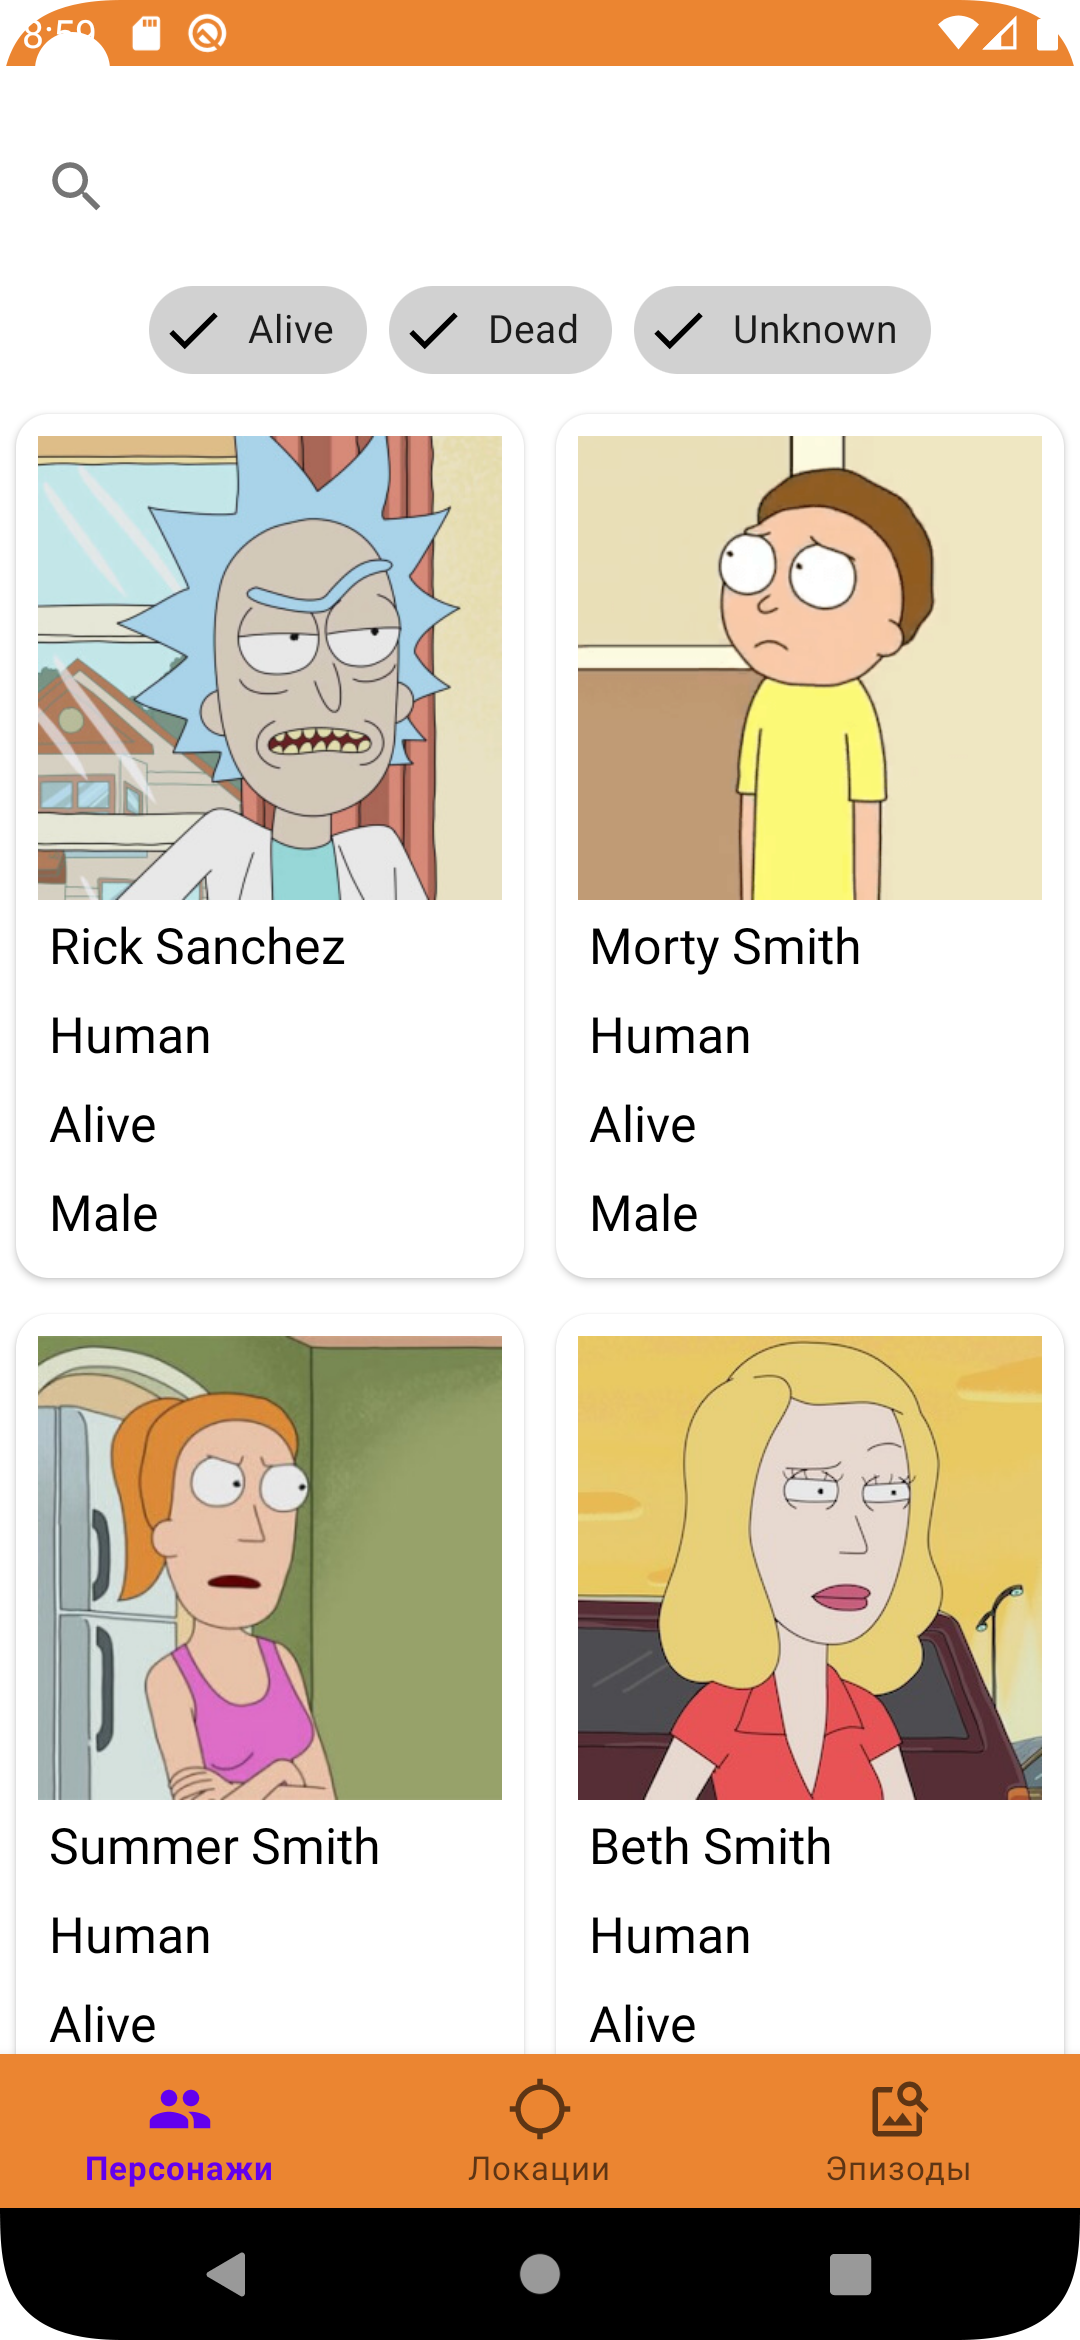 8:59
Alive Dead Unknown
Rick Sanchez
Human
Alive
Male
Morty Smith
Human
Alive
Male
Summer Smith
Human
Alive
Beth Smith
Human
Alive
Персонажи Локации Эпизоды